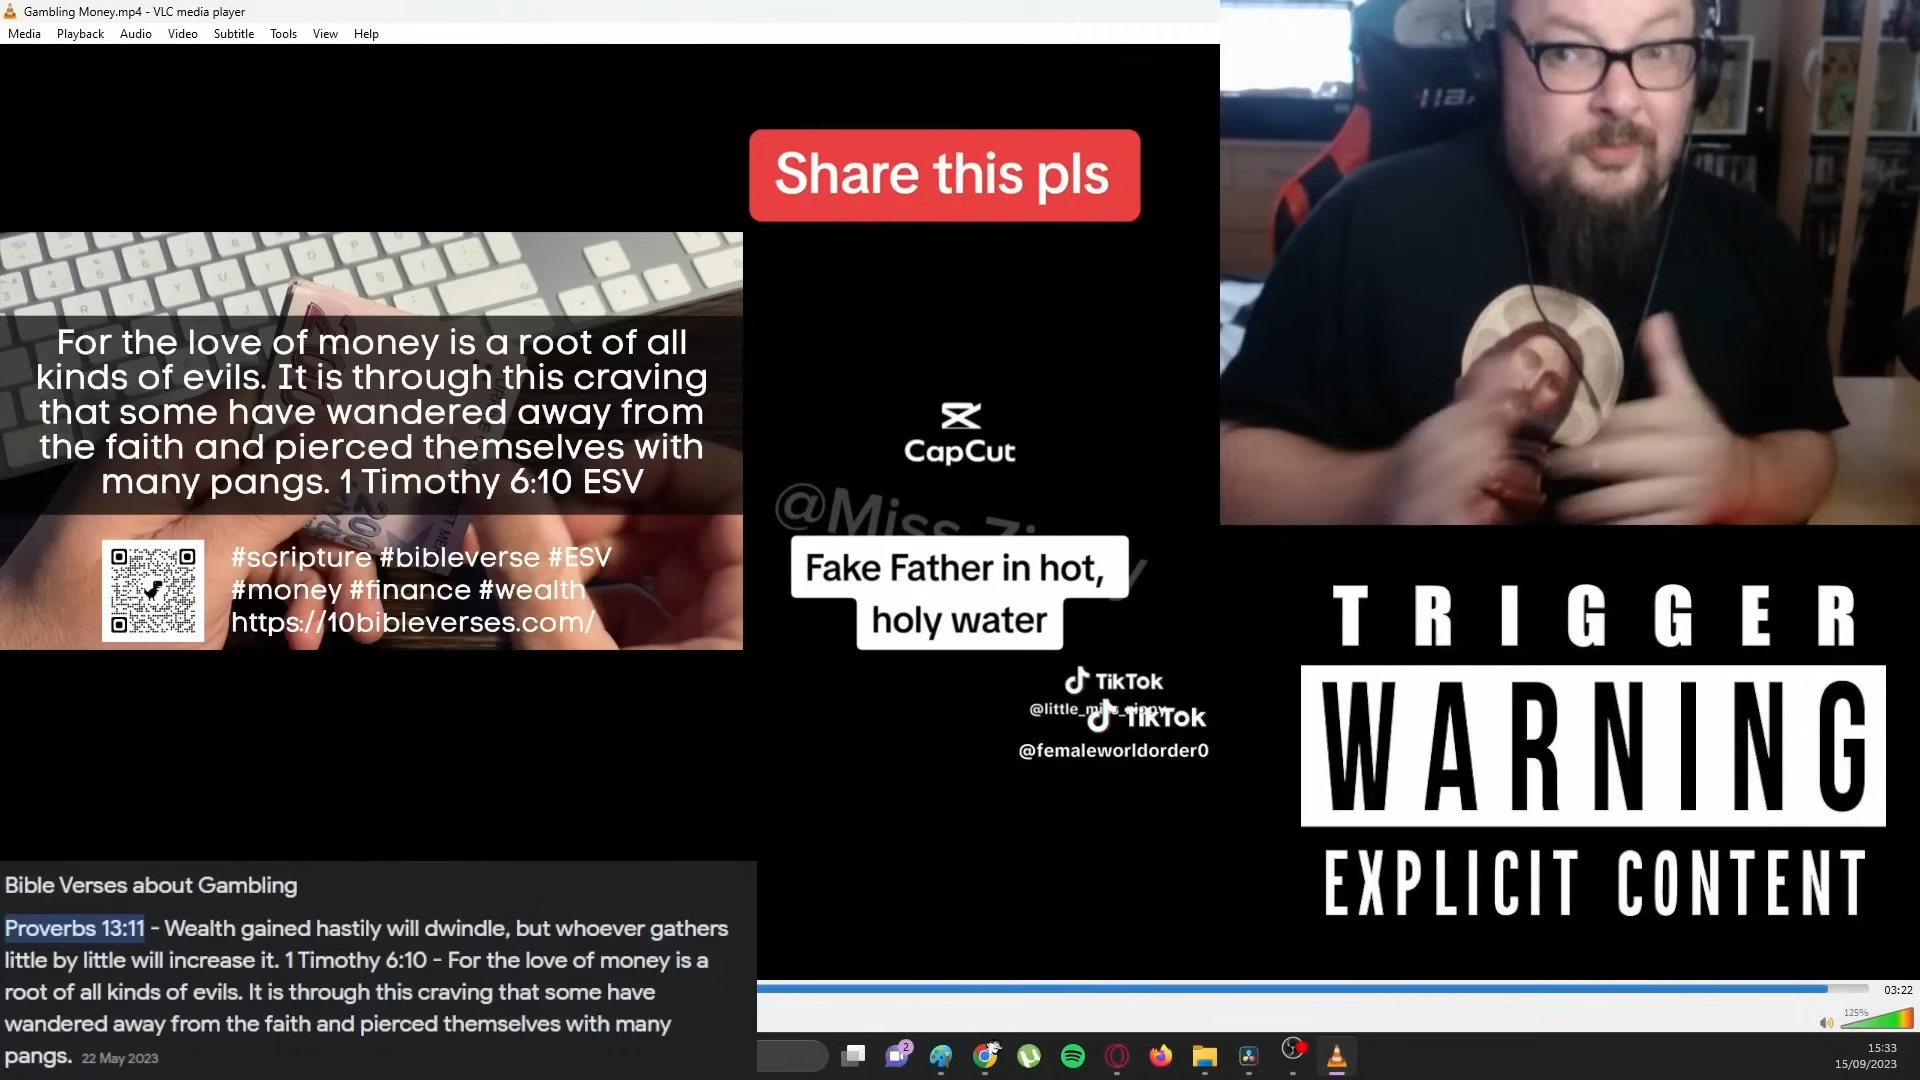 Gambling Money.mp4 - VLC media player
Media Playback Audio Video Subtitle Tools View Help
Share this pls
For the love of money is a root of all
kinds of evils. It is through this craving
that some have wandered away from
the faith and pierced themselves with
many pangs. 1 Timothy 6:10 ESV
#scripture #bibleverse #ESV
#money #finance #wealth
https://10bibleverses.com/
CapCut
Fake Father in hot,
holy water
TikTok
TikTok
@femaleworldorder0
TRIGGER
WARNING
EXPLICIT CONTENT
Bible Verses about Gambling
Proverbs 13:11 - Wealth gained hastily will dwindle, but whoever gathers
little by little will increase it. 1 Timothy 6:10 - For the love of money is a
root of all kinds of evils. It is through this craving that some have
wandered away from the faith and pierced themselves with many
pangs. 22 May 2023
03:22
125%
2
15:33
15/09/2023